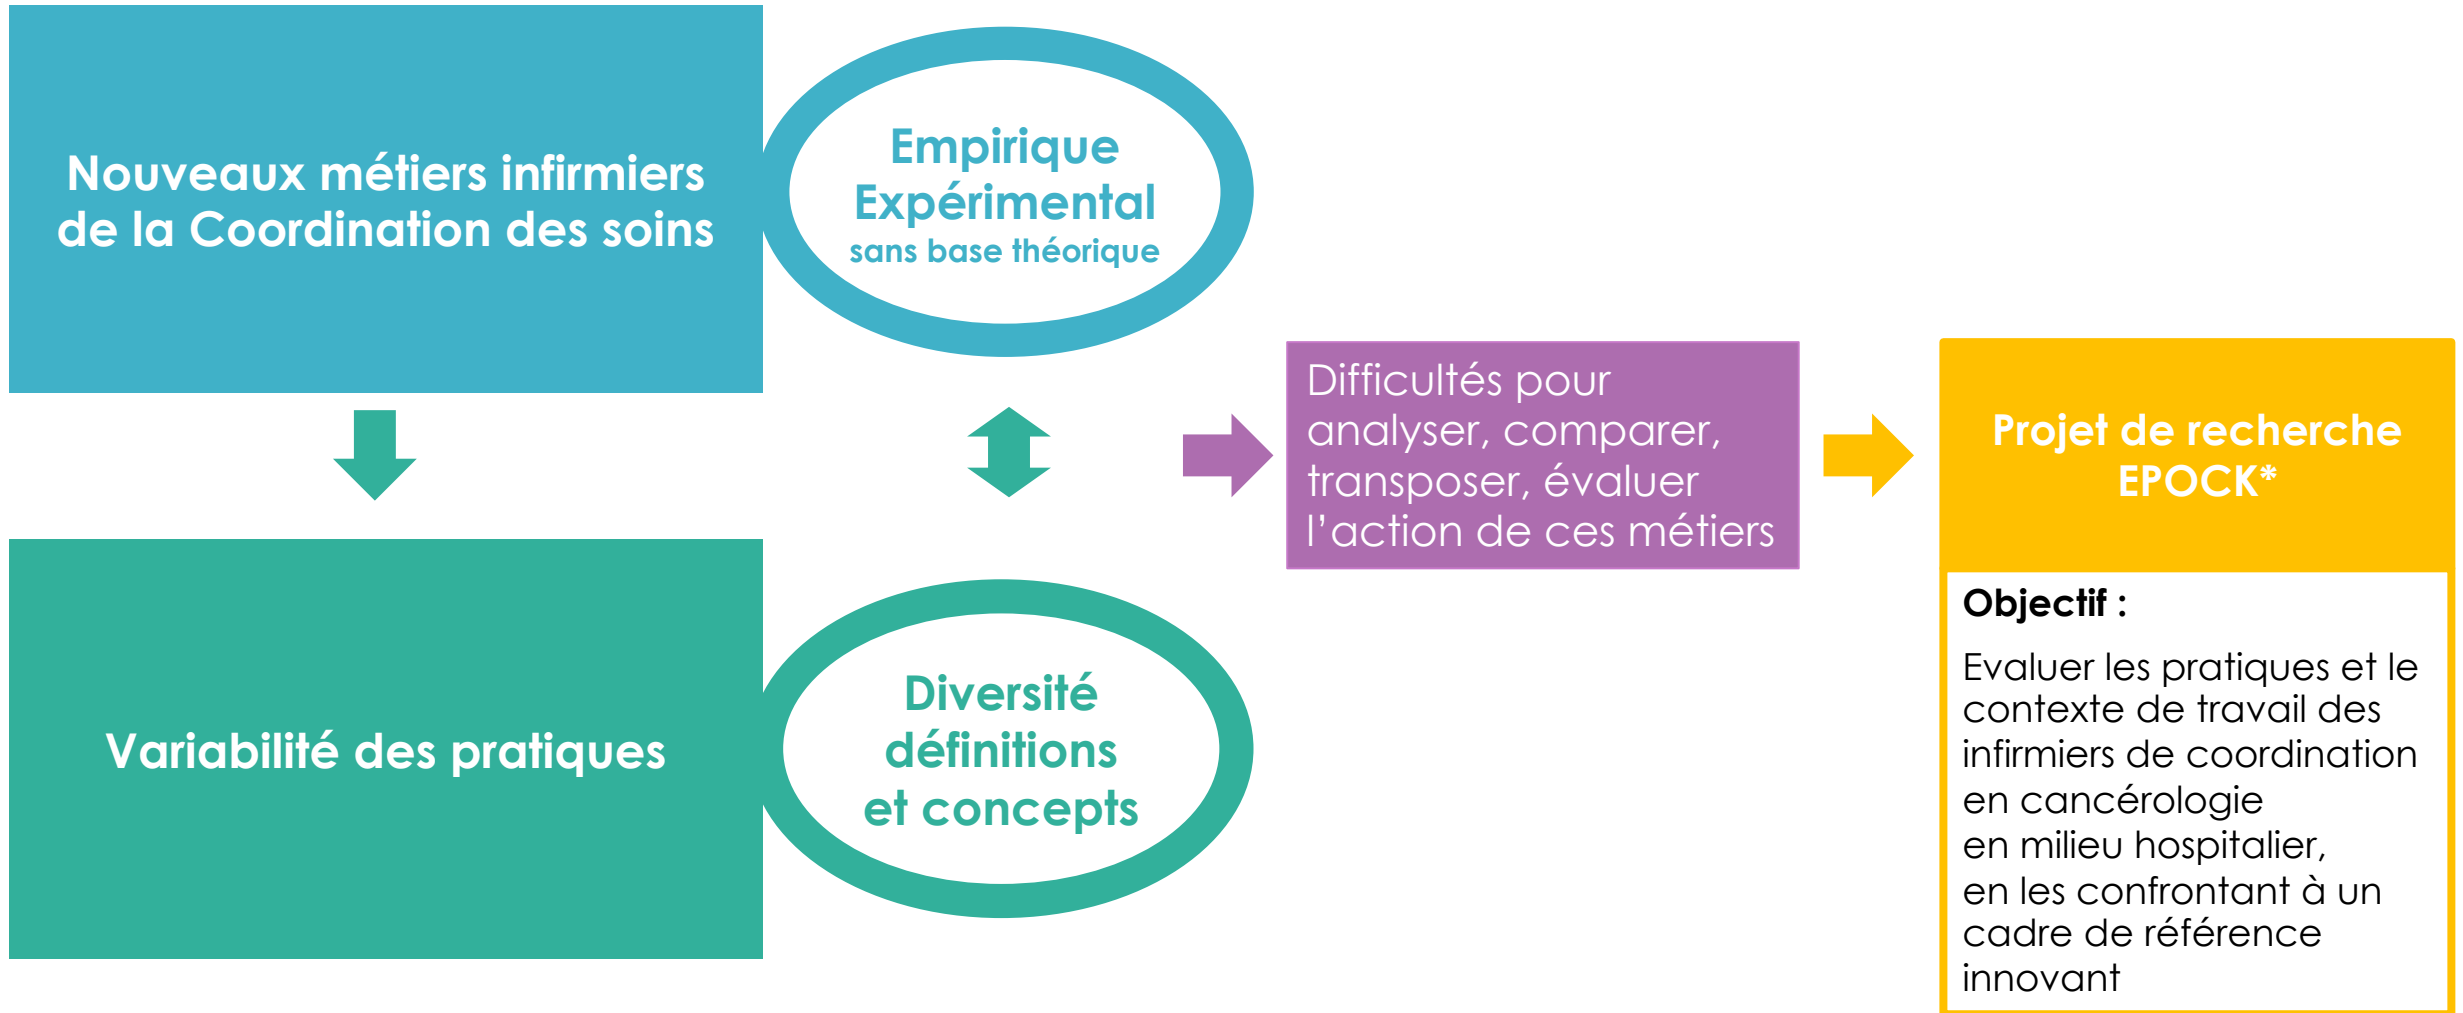 Nouveaux métiers infirmiers
de la Coordination des soins
Empirique
Expérimental
sans base théorique
Variabilité des pratiques
Diversité
définitions
et concepts
Difficultés pour
analyser, comparer,
transposer, évaluer
l’action de ces métiers
Projet de recherche
EPOCK*
Objectif :
Evaluer les pratiques et le
contexte de travail des
infirmiers de coordination
en cancérologie
en milieu hospitalier,
en les confrontant à un
cadre de référence
innovant